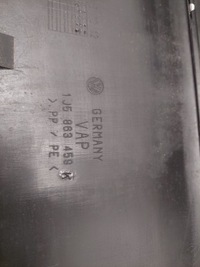 GERMANY
VAP
1J5 863 459 K
> PP / PE <